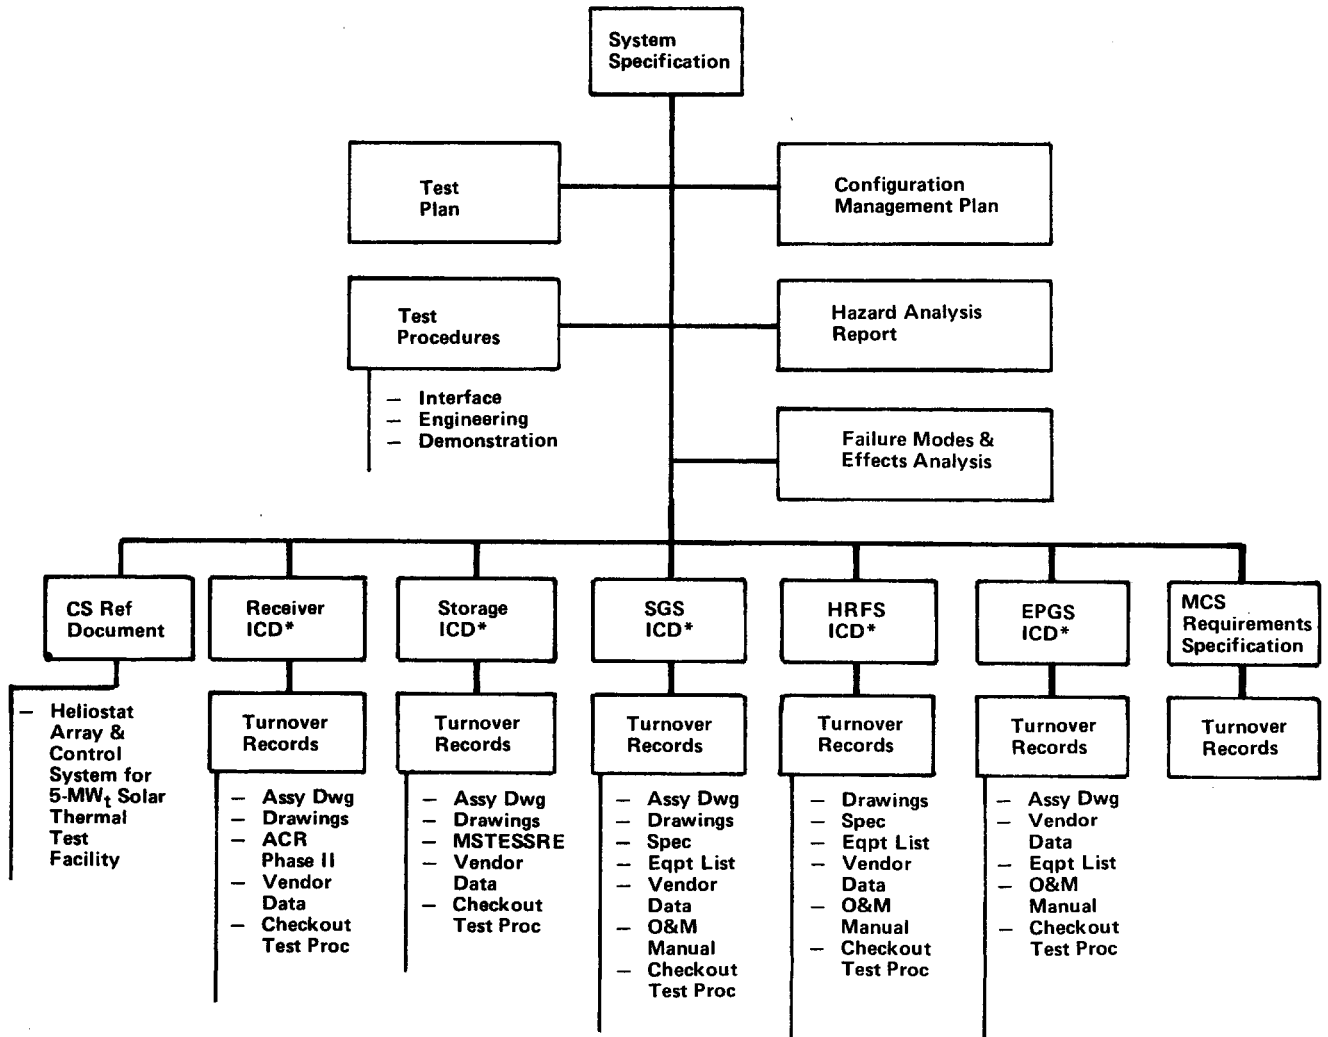 System
Specification
Test
Plan
Configuration
Management Plan
Test
Procedures
Hazard Analysis
Report
– Interface
– Engineering
– Demonstration
Failure Modes &
Effects Analysis
CS Ref
Document
Receiver
ICD*
Storage
ICD*
SGS
ICD*
HRFS
ICD*
EPGS
ICD*
MCS
Requirements
Specification
– Heliostat
Array &
Control
System for
5-MWt Solar
Thermal
Test
Facility
Turnover
Records
– Assy Dwg
– Drawings
– ACR
Phase II
– Vendor
Data
– Checkout
Test Proc
Turnover
Records
– Assy Dwg
– Drawings
– MSTESSRE
– Vendor
Data
– Checkout
Test Proc
Turnover
Records
– Assy Dwg
– Drawings
– Spec
– Eqpt List
– Vendor
Data
– O&M
Manual
– Checkout
Test Proc
Turnover
Records
– Drawings
– Spec
– Eqpt List
– Vendor
Data
– O&M
Manual
– Checkout
Test Proc
Turnover
Records
– Assy Dwg
– Vendor
Data
– Eqpt List
– O&M
Manual
– Checkout
Test Proc
Turnover
Records